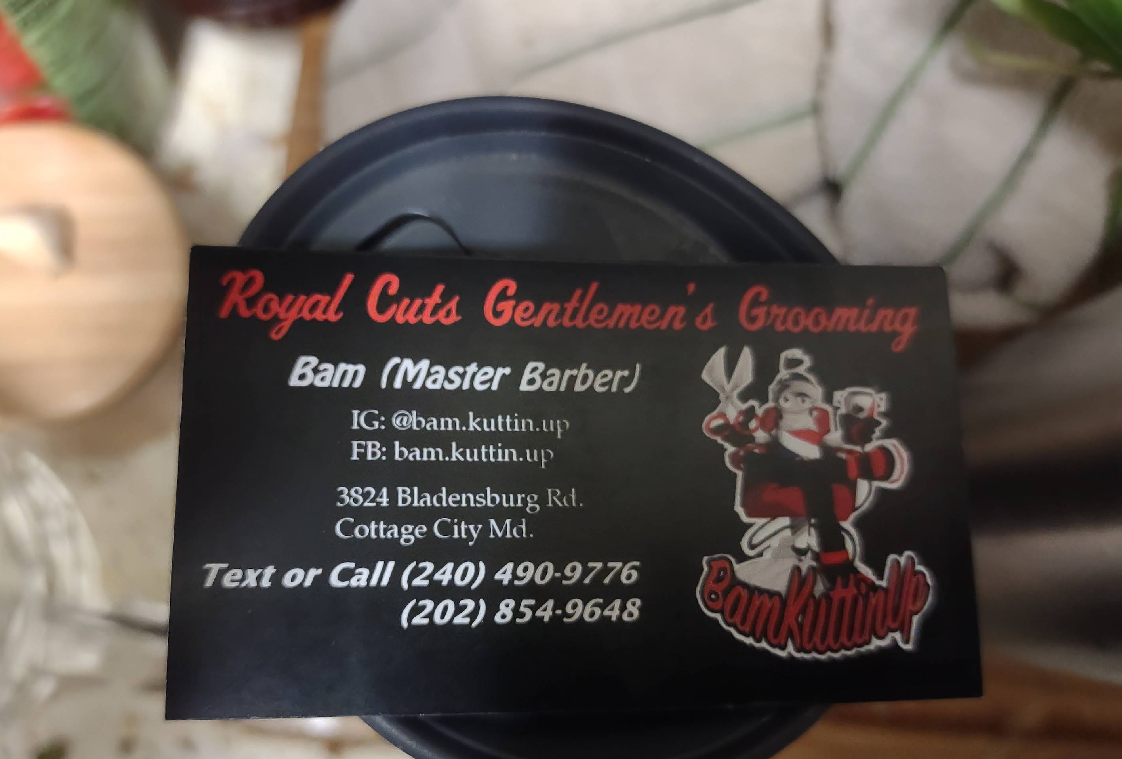 Royal Cuts Gentlemen's Grooming
Bam (Master Barber)
IG: @bam.kuttin.up
FB: bam.kuttin.up
3824 Bladensburg Rd.
Cottage City Md.
Text or Call (240) 490-9776
(202) 854-9648
BamKuttinUp